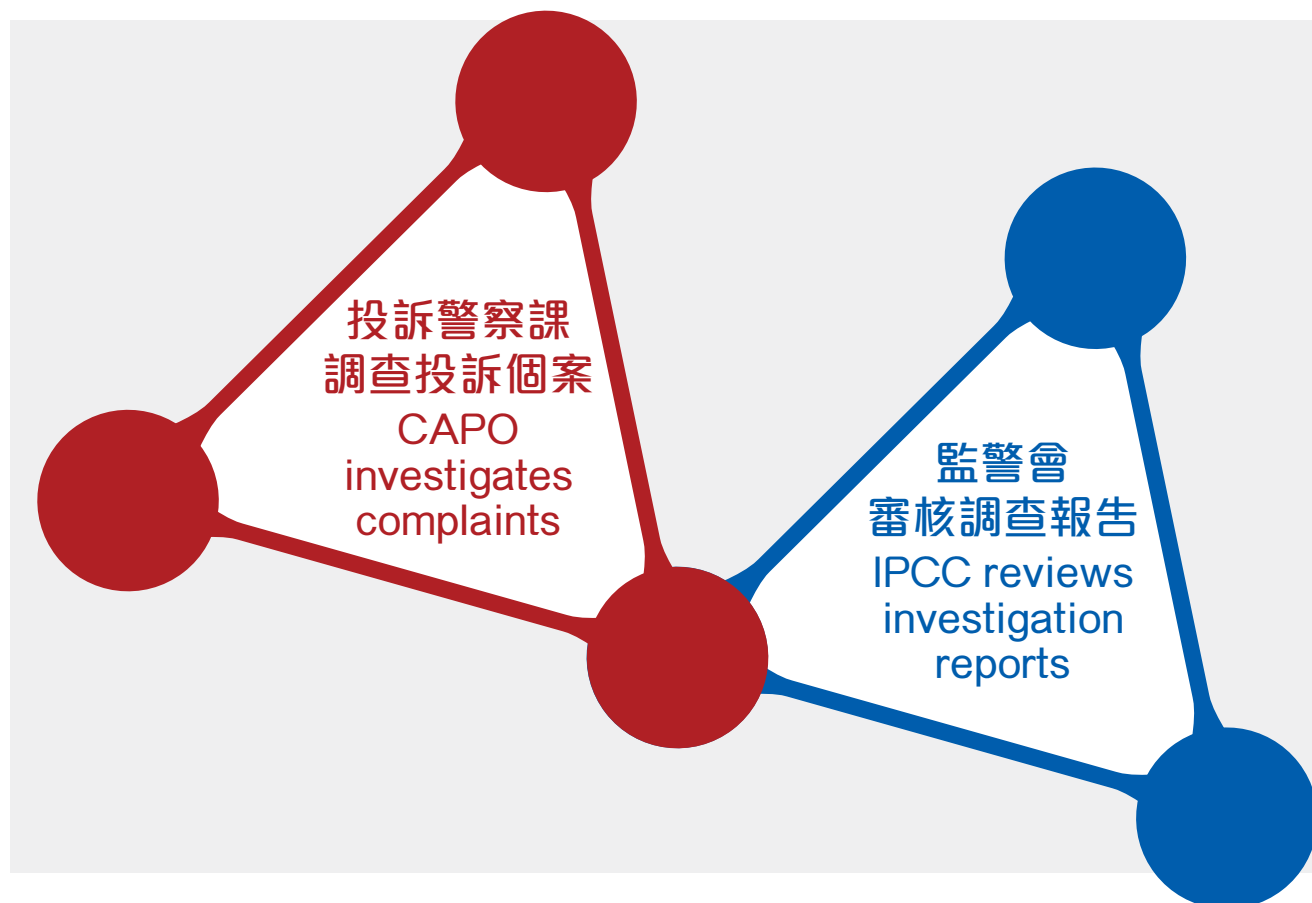 投訴警察課
調查投訴個案
CAPO
investigates
complaints
監警會
審核調查報告
IPCC reviews
investigation
reports